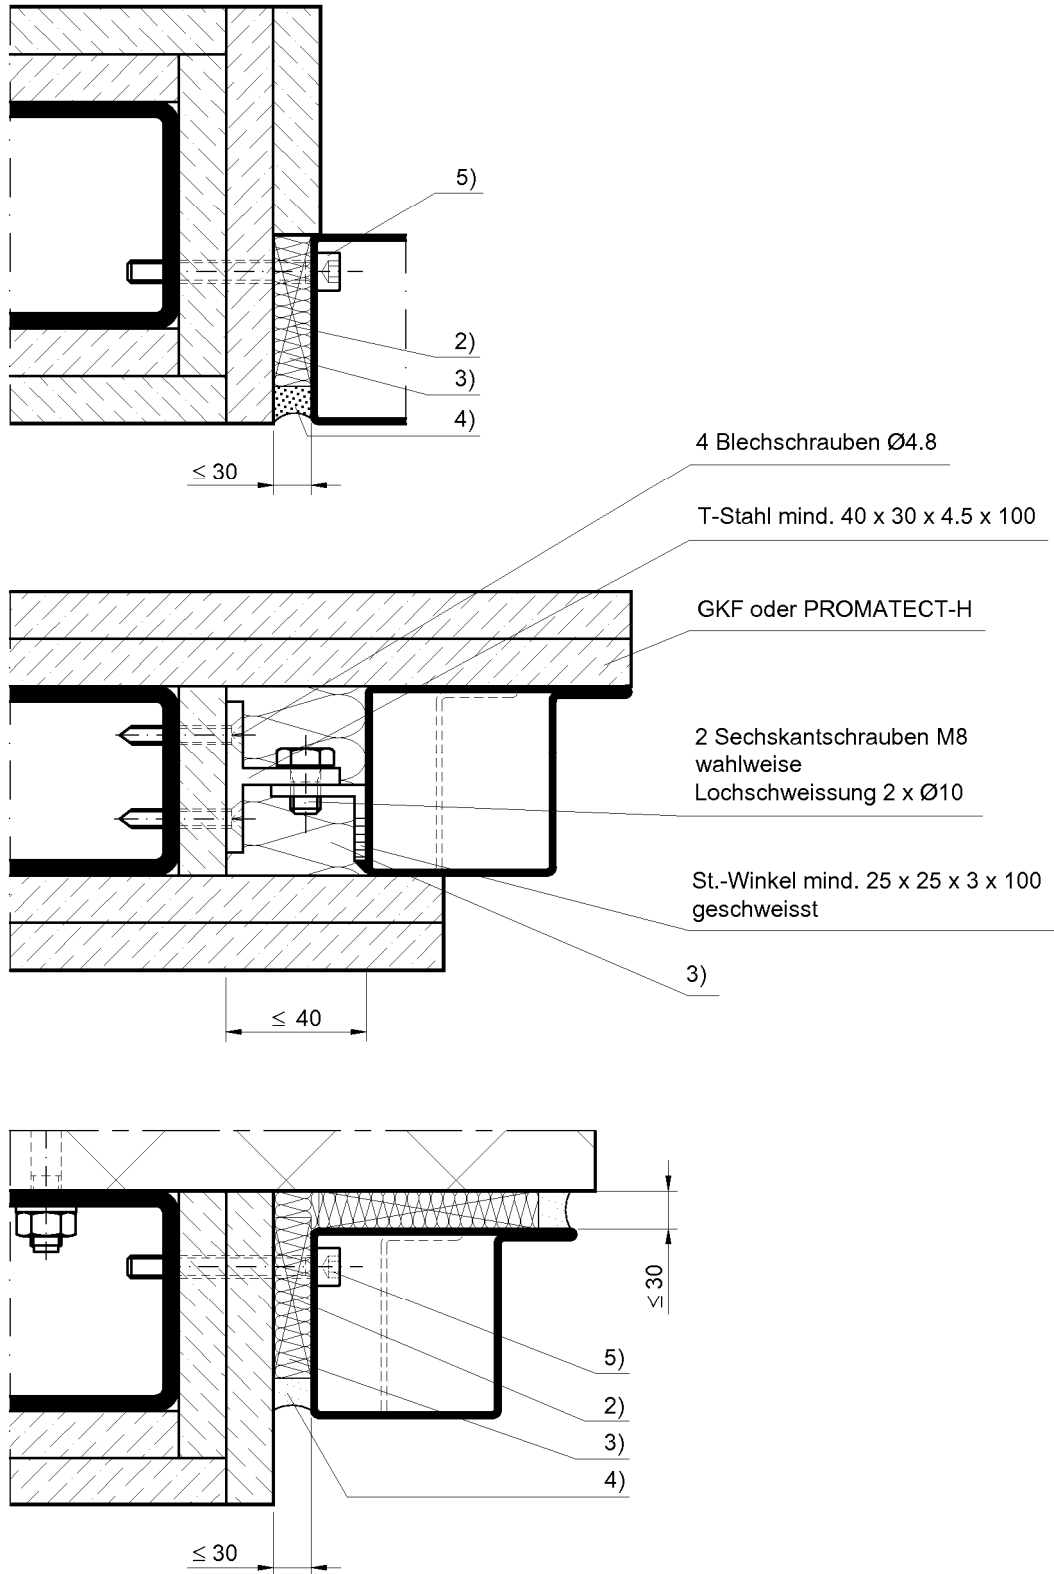 5)
2)
3)
4)
≤ 30
4 Blechschrauben Ø4.8
T-Stahl mind. 40 x 30 x 4.5 x 100
GKF oder PROMATECT-H
2 Sechskantschrauben M8
wahlweise
Lochschweissung 2 x Ø10
St.-Winkel mind. 25 x 25 x 3 x 100
geschweisst
3)
≤ 40
≤ 30
5)
2)
3)
4)
≤ 30